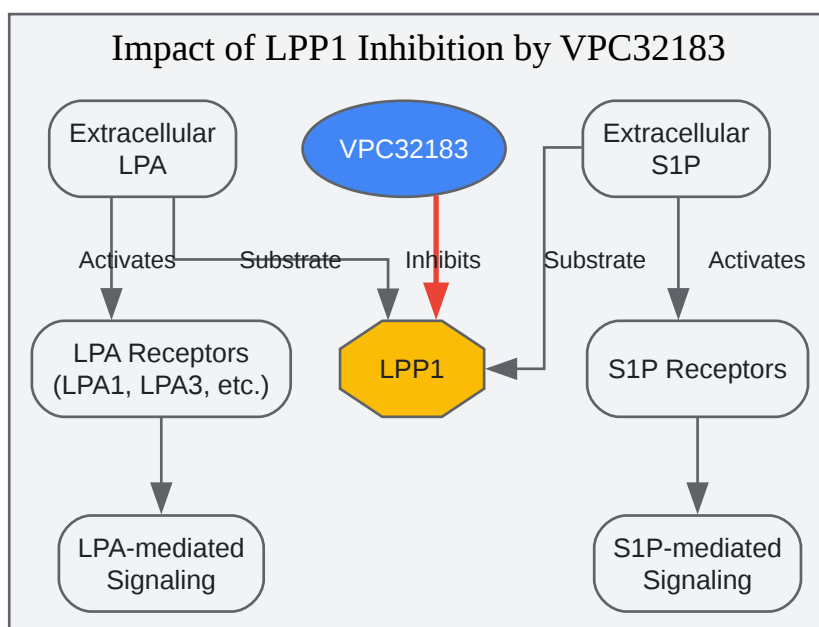 Impact of LPP1 Inhibition by VPC32183
Extracellular
LPA
VPC32183
Extracellular
S1P
Activates
Substrate
Inhibits
Substrate
Activates
LPA Receptors
(LPA1, LPA3, etc.)
LPP1
S1P Receptors
LPA-mediated
Signaling
S1P-mediated
Signaling